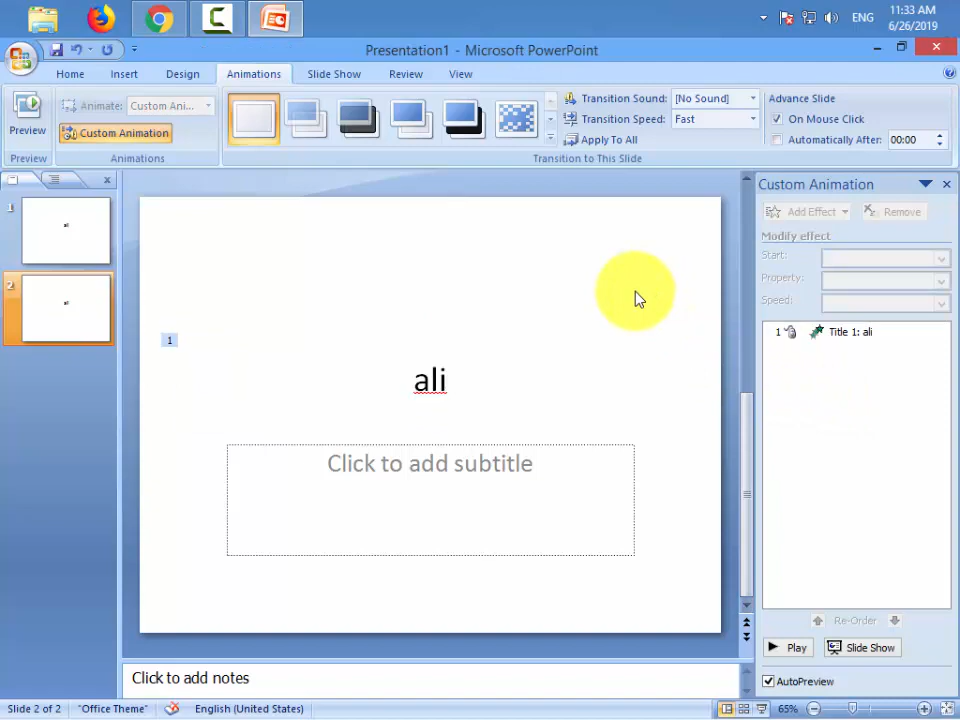 11:33 AM
ENG
6/26/2019
Presentation1 - Microsoft PowerPoint
Home Insert Design Animations Slide Show Review View
Preview
Animate: Custom Ani...
Custom Animation
Transition Sound: [No Sound]
Transition Speed: Fast
Apply To All
Advance Slide
On Mouse Click
Automatically After: 00:00
Preview Animations Transition to This Slide
1
2
1
ali
Click to add subtitle
Click to add notes
Custom Animation
Add Effect Remove
Modify effect
Start:
Property:
Speed:
1 Title 1: ali
Re-Order
Play Slide Show
AutoPreview
Slide 2 of 2 "Office Theme" English (United States) 65%